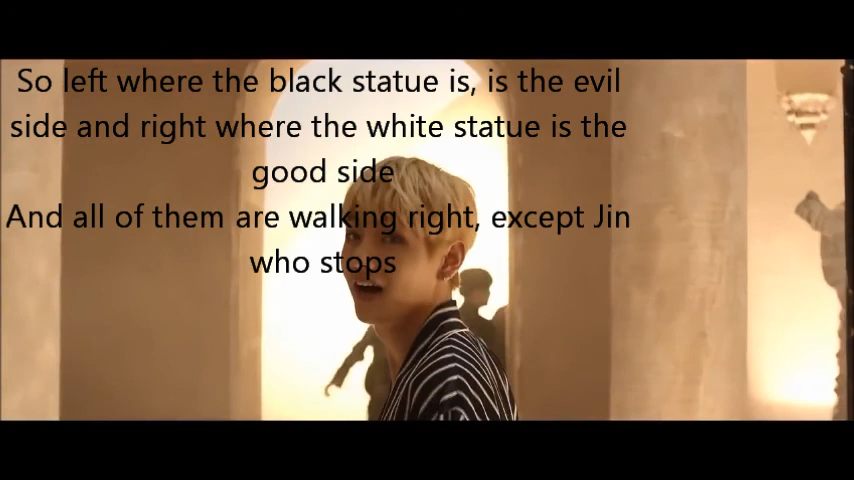 So left where the black statue is, is the evil
side and right where the white statue is the
good side
And all of them are walking right, except Jin
who stops